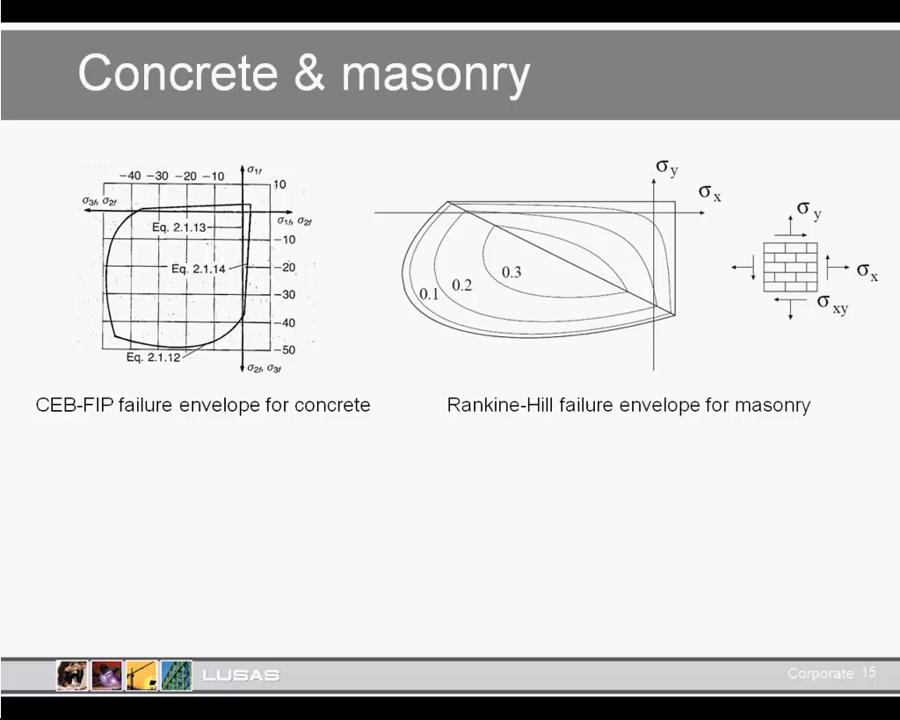 Concrete & masonry
σ1f
−40 −30 −20 −10
10
σ3f, σ2f
σ1f, σ2f
Eq. 2.1.13
−10
Eq. 2.1.14
−20
−30
−40
−50
Eq. 2.1.12
σ2f, σ3f
σy
σx
0.1
0.2
0.3
σy
σx
σxy
CEB-FIP failure envelope for concrete
Rankine-Hill failure envelope for masonry
LUSAS
Corporate 15